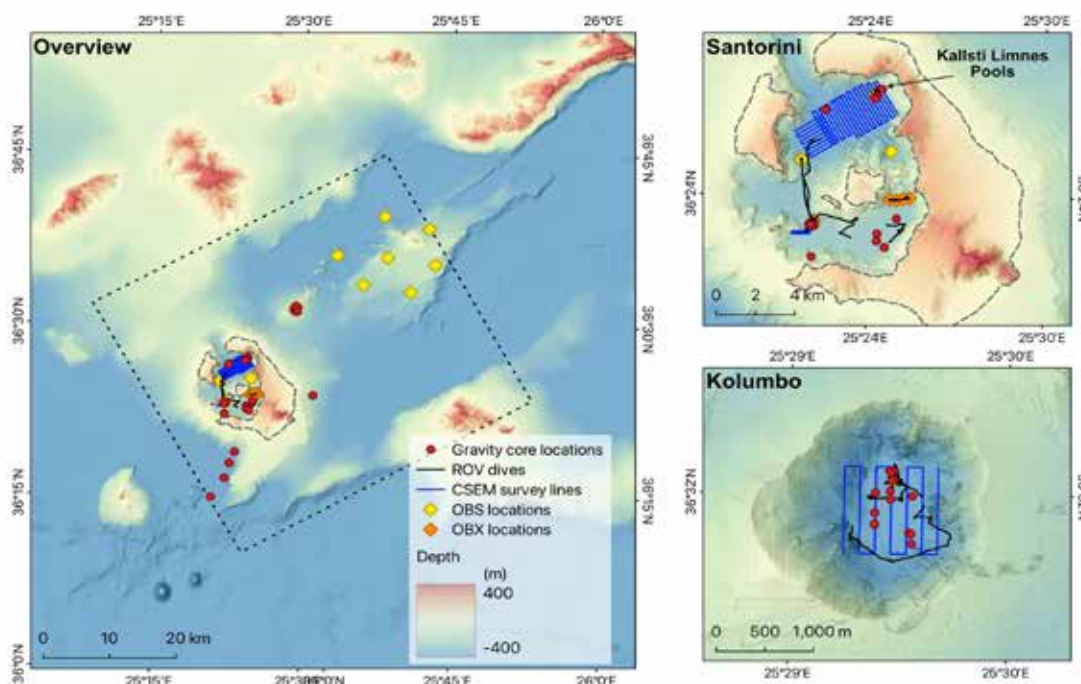 25°15'E 25°30'E 25°45'E 26°0'E
Overview
36°45'N
36°30'N
36°15'N
36°0'N
36°45'N
36°30'N
36°15'N
Gravity core locations
ROV dives
CSEM survey lines
OBS locations
OBX locations
Depth
(m)
400
-400
0 10 20 km
25°15'E 25°45'E 26°0'E
25°24'E 25°30'E
Santorini
Kallsti Limnes
Pools
36°24'N
0 2 4 km
25°24'E 25°30'E
25°29'E 25°30'E
Kolumbo
36°32'N
0 500 1,000 m
25°29'E 25°30'E